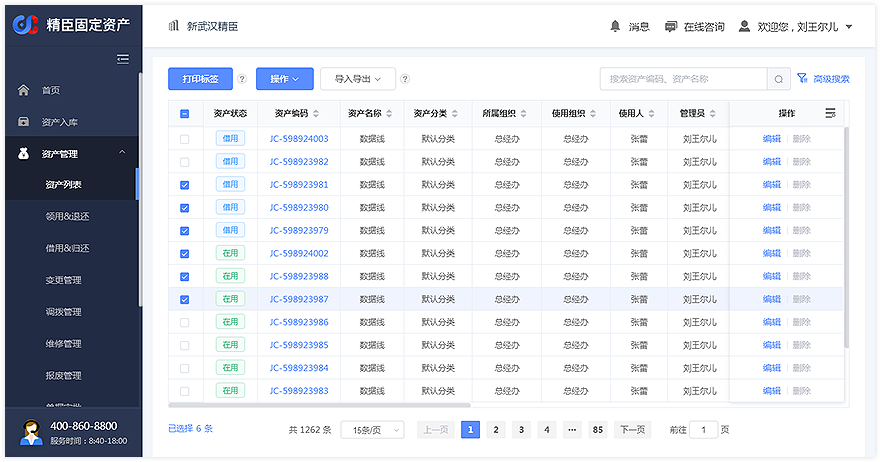 精臣固定资产
新武汉精臣
消息
在线咨询
欢迎您，刘王尔儿
首页
资产入库
资产管理
资产列表
领用&退还
借用&归还
变更管理
调拨管理
维修管理
报废管理
400-860-8800
服务时间：8:40-18:00
打印标签 ? 操作 导入导出 ? 搜索资产编码、资产名称 高级搜索
资产状态 资产编码 资产名称 资产分类 所属组织 使用组织 使用人 管理员 操作
借用 JC-598924003 数据线 默认分类 总经办 总经办 张蕾 刘王尔儿 编辑 删除
借用 JC-598923982 数据线 默认分类 总经办 总经办 张蕾 刘王尔儿 编辑 删除
借用 JC-598923981 数据线 默认分类 总经办 总经办 张蕾 刘王尔儿 编辑 删除
借用 JC-598923980 数据线 默认分类 总经办 总经办 张蕾 刘王尔儿 编辑 删除
借用 JC-598923979 数据线 默认分类 总经办 总经办 张蕾 刘王尔儿 编辑 删除
在用 JC-598924002 数据线 默认分类 总经办 总经办 张蕾 刘王尔儿 编辑 删除
在用 JC-598923988 数据线 默认分类 总经办 总经办 张蕾 刘王尔儿 编辑 删除
在用 JC-598923987 数据线 默认分类 总经办 总经办 张蕾 刘王尔儿 编辑 删除
在用 JC-598923986 数据线 默认分类 总经办 总经办 张蕾 刘王尔儿 编辑 删除
在用 JC-598923985 数据线 默认分类 总经办 总经办 张蕾 刘王尔儿 编辑 删除
在用 JC-598923984 数据线 默认分类 总经办 总经办 张蕾 刘王尔儿 编辑 删除
在用 JC-598923983 数据线 默认分类 总经办 总经办 张蕾 刘王尔儿 编辑 删除
已选择 6 条 共 1262 条 15条/页 上一页 1 2 3 4 ··· 85 下一页 前往 1 页